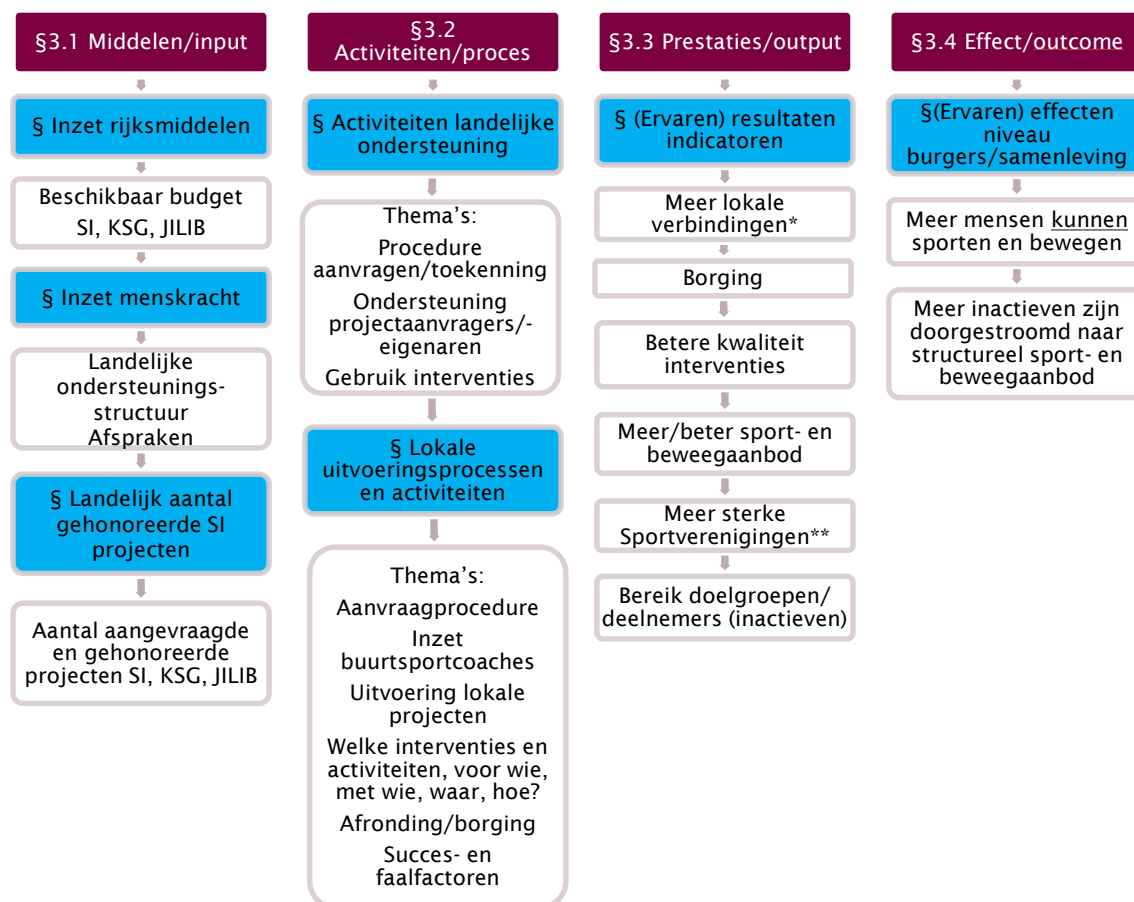 §3.1 Middelen/input
§ Inzet rijksmiddelen
Beschikbaar budget
SI, KSG, JILIB
§ Inzet menskracht
Landelijke
ondersteunings-
structuur
Afspraken
§ Landelijk aantal
gehonoreerde SI
projecten
Aantal aangevraagde
en gehonoreerde
projecten SI, KSG, JILIB
§3.2
Activiteiten/proces
§ Activiteiten landelijke
ondersteuning
Thema's:
Procedure
aanvragen/toekenning
Ondersteuning
projectaanvragers/-
eigenaren
Gebruik interventies
§ Lokale
uitvoeringsprocessen
en activiteiten
Thema's:
Aanvraagprocedure
Inzet
buurtsportcoaches
Uitvoering lokale
projecten
Welke interventies en
activiteiten, voor wie,
met wie, waar, hoe?
Afronding/borging
Succes- en
faalfactoren
§3.3 Prestaties/output
§ (Ervaren) resultaten
indicatoren
Meer lokale
verbindingen*
Borging
Betere kwaliteit
interventies
Meer/beter sport- en
beweegaanbod
Meer sterke
Sportverenigingen**
Bereik doelgroepen/
deelnemers (inactieven)
§3.4 Effect/outcome
§(Ervaren) effecten
niveau
burgers/samenleving
Meer mensen kunnen
sporten en bewegen
Meer inactieven zijn
doorgestroomd naar
structureel sport- en
beweegaanbod